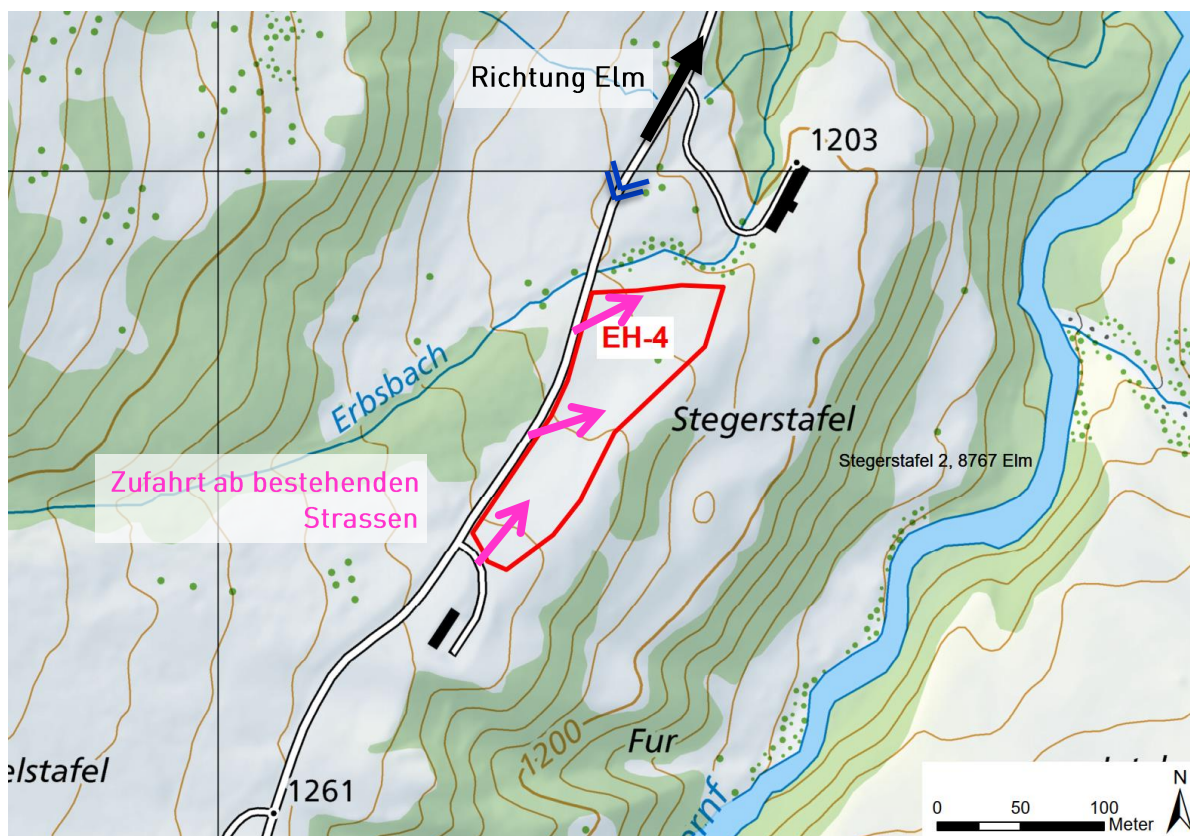 Richtung Elm
1203
EH-4
Erbsbach
Stegerstafel
Stegerstafel 2, 8767 Elm
Zufahrt ab bestehenden
Strassen
1200
Fur
elstafel
1261
ernf
N
0 50 100
Meter